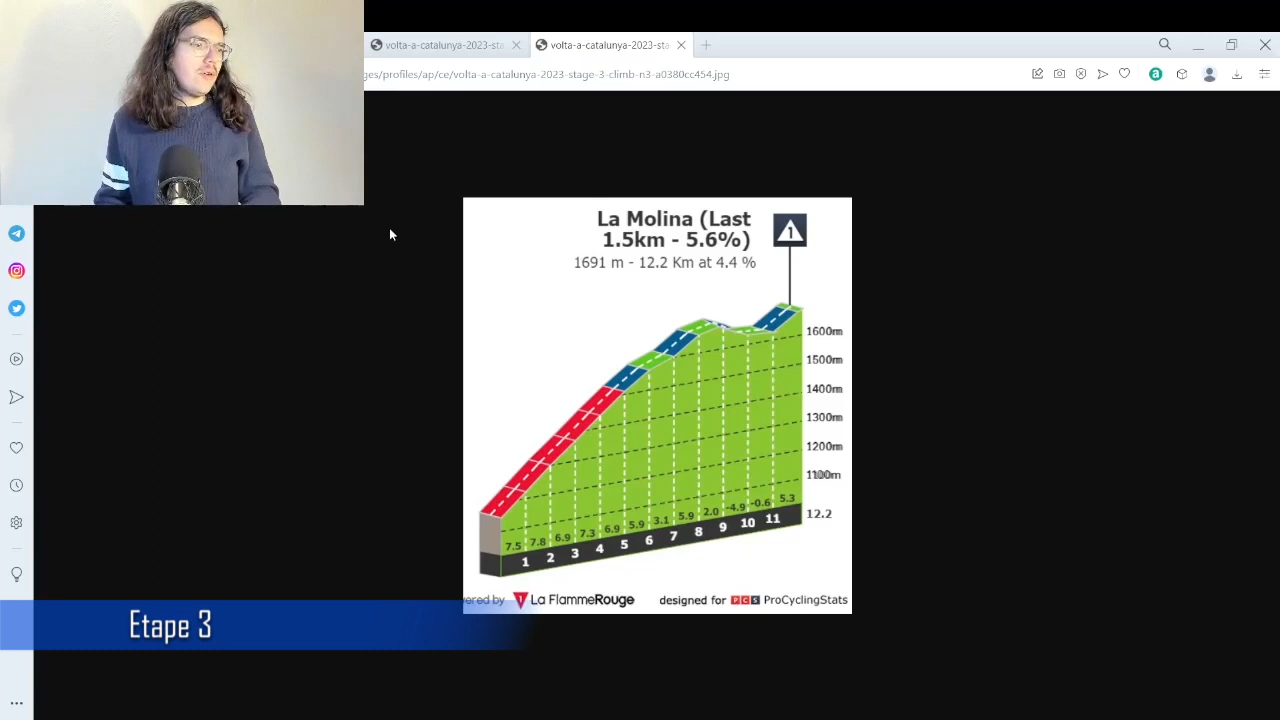 volta-a-catalunya-2023-sta
volta-a-catalunya-2023-sta
ges/profiles/ap/ce/volta-a-catalunya-2023-stage-3-climb-n3-a0380cc454.jpg
a
La Molina (Last
1.5km - 5.6%)
1691 m - 12.2 Km at 4.4 %
1
1600m
1500m
1400m
1300m
1200m
1100m
12.2
7.5 7.8 6.9 7.3 6.9 5.9 3.1 5.9 2.0 -4.9 -0.6 5.3
1 2 3 4 5 6 7 8 9 10 11
ered by 1 La FlammeRouge designed for PCS ProCyclingStats
Etape 3